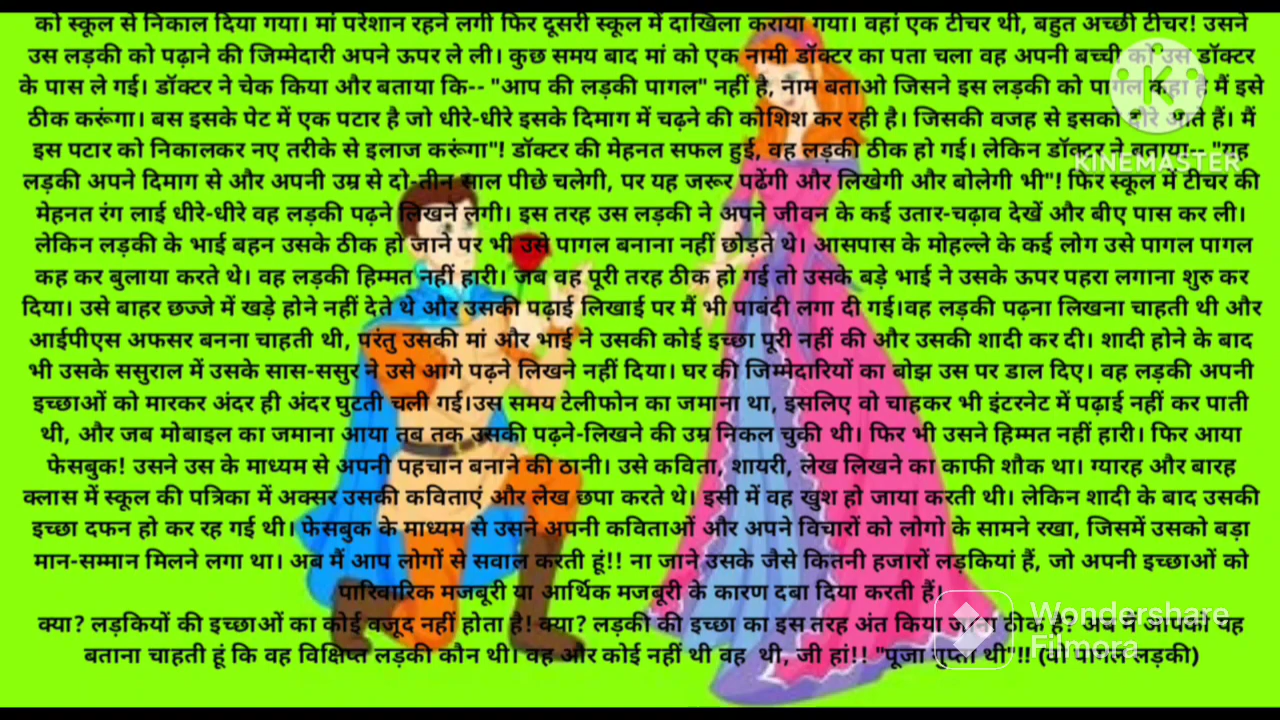 को स्कूल से निकाल दिया गया। मां परेशान रहने लगी फिर दूसरी स्कूल में दाखिला कराया गया। वहां एक टीचर थी, बहुत अच्छी टीचर! उसने
उस लड़की को पढ़ाने की जिम्मेदारी अपने ऊपर ले ली। कुछ समय बाद मां को एक नामी डॉक्टर का पता चला वह अपनी बच्ची को उस डॉक्टर
के पास ले गई। डॉक्टर ने चेक किया और बताया कि-- "आप की लड़की पागल" नहीं है, नाम बताओ जिसने इस लड़की को पागल कहा है मैं इसे
ठीक करूंगा। बस इसके पेट में एक पटार है जो धीरे-धीरे इसके दिमाग में चढ़ने की कोशिश कर रही है। जिसकी वजह से इसको दौरे आते हैं। मैं
इस पटार को निकालकर नए तरीके से इलाज करूंगा"! डॉक्टर की मेहनत सफल हुई, वह लड़की ठीक हो गई। लेकिन डॉक्टर ने बताया-- "यह
KINEMASTER
लड़की अपने दिमाग से और अपनी उम्र से दो-तीन साल पीछे चलेगी, पर यह जरूर पढेंगी और लिखेगी और बोलेगी भी"! फिर स्कूल में टीचर की
मेहनत रंग लाई धीरे-धीरे वह लड़की पढ़ने लिखने लगी। इस तरह उस लड़की ने अपने जीवन के कई उतार-चढ़ाव देखें और बीए पास कर ली।
लेकिन लड़की के भाई बहन उसके ठीक हो जाने पर भी उसे पागल बनाना नहीं छोड़ते थे। आसपास के मोहल्ले के कई लोग उसे पागल पागल
कह कर बुलाया करते थे। वह लड़की हिम्मत नहीं हारी। जब वह पूरी तरह ठीक हो गई तो उसके बड़े भाई ने उसके ऊपर पहरा लगाना शुरु कर
दिया। उसे बाहर छज्जे में खड़े होने नहीं देते थे और उसकी पढ़ाई लिखाई पर मैं भी पाबंदी लगा दी गई।वह लड़की पढ़ना लिखना चाहती थी और
आईपीएस अफसर बनना चाहती थी, परंतु उसकी मां और भाई ने उसकी कोई इच्छा पूरी नहीं की और उसकी शादी कर दी। शादी होने के बाद
भी उसके ससुराल में उसके सास-ससुर ने उसे आगे पढ़ने लिखने नहीं दिया। घर की जिम्मेदारियों का बोझ उस पर डाल दिए। वह लड़की अपनी
इच्छाओं को मारकर अंदर ही अंदर घुटती चली गई।उस समय टेलीफोन का जमाना था, इसलिए वो चाहकर भी इंटरनेट में पढ़ाई नहीं कर पाती
थी, और जब मोबाइल का जमाना आया तब तक उसकी पढ़ने-लिखने की उम्र निकल चुकी थी। फिर भी उसने हिम्मत नहीं हारी। फिर आया
फेसबुक! उसने उस के माध्यम से अपनी पहचान बनाने की ठानी। उसे कविता, शायरी, लेख लिखने का काफी शौक था। ग्यारह और बारह
क्लास में स्कूल की पत्रिका में अक्सर उसकी कविताएं और लेख छपा करते थे। इसी में वह खुश हो जाया करती थी। लेकिन शादी के बाद उसकी
इच्छा दफन हो कर रह गई थी। फेसबुक के माध्यम से उसने अपनी कविताओं और अपने विचारों को लोगो के सामने रखा, जिसमें उसको बड़ा
मान-सम्मान मिलने लगा था। अब मैं आप लोगों से सवाल करती हूं!! ना जाने उसके जैसे कितनी हजारों लड़कियां हैं, जो अपनी इच्छाओं को
पारिवारिक मजबूरी या आर्थिक मजबूरी के कारण दबा दिया करती हैं।
क्या? लड़कियों की इच्छाओं का कोई वजूद नहीं होता है! क्या? लड़की की इच्छा का इस तरह अंत किया जाना ठीक है? अब मैं आपको यह
बताना चाहती हूं कि वह विक्षिप्त लड़की कौन थी। वह और कोई नहीं थी वह थी, जी हां!! "पूजा गुप्ता थी"!! (वो पागल लड़की)
Wondershare
Filmora